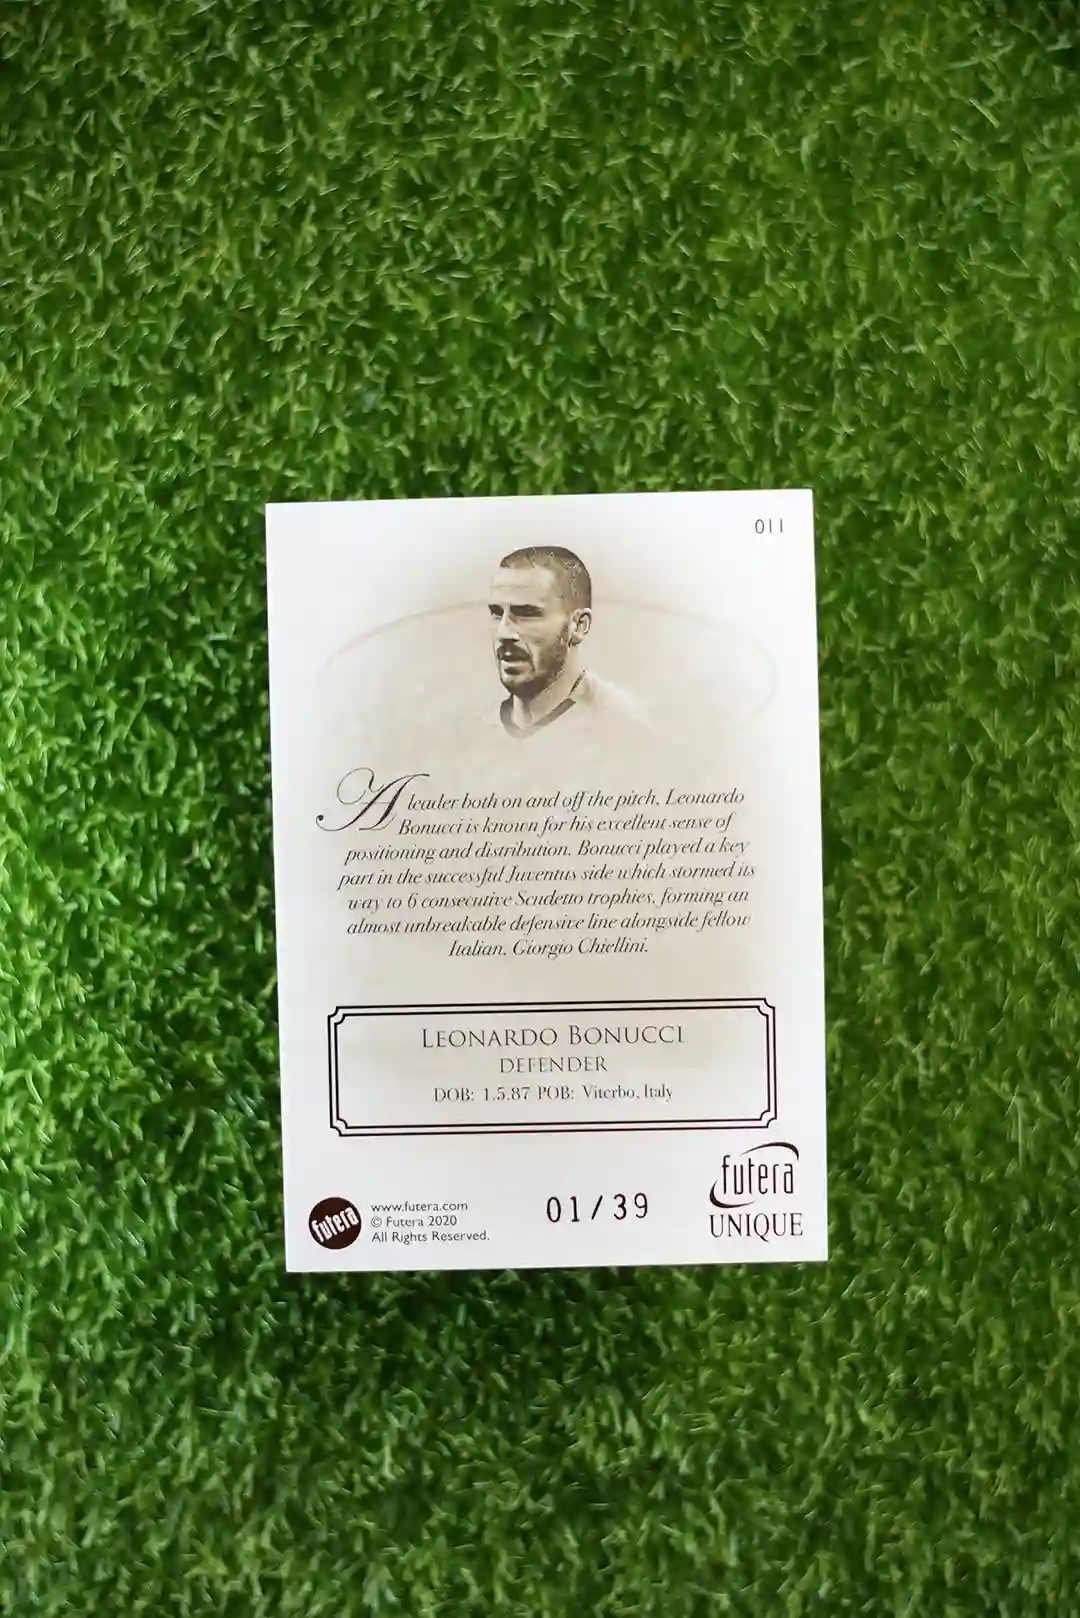 011
A leader both on and off the pitch, Leonardo
Bonucci is known for his excellent sense of
positioning and distribution. Bonucci played a key
part in the successful Juventus side which stormed its
way to 6 consecutive Scudetto trophies, forming an
almost unbreakable defensive line alongside fellow
Italian, Giorgio Chiellini.
LEONARDO BONUCCI
DEFENDER
DOB: 1.5.87 POB: Viterbo, Italy
futera
www.futera.com
© Futera 2020
All Rights Reserved.
01/39
futera
UNIQUE